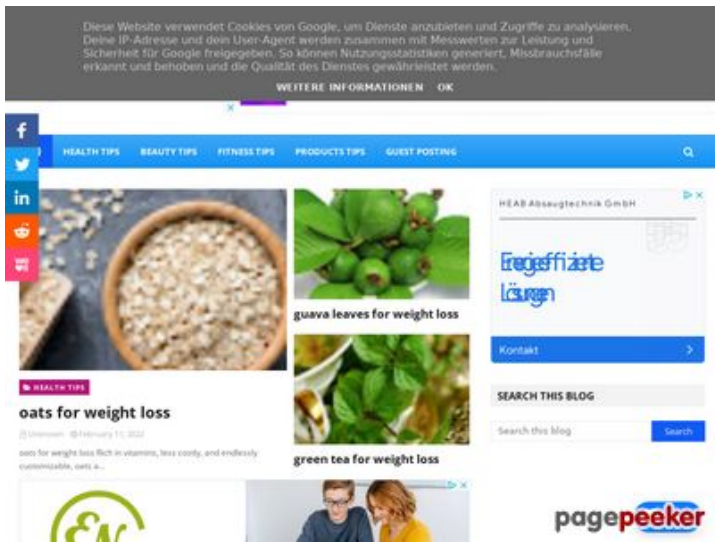 Diese Website verwendet Cookies von Google, um Dienste anzubieten und Zugriffe zu analysieren.
Deine IP-Adresse und dein User-Agent werden zusammen mit Messwerten zur Leistung und
Sicherheit für Google freigegeben. So können Nutzungsstatistiken generiert, Missbrauchsfälle
erkannt und behoben und die Qualität des Dienstes gewährleistet werden.
WEITERE INFORMATIONEN OK
HEALTH TIPS BEAUTY TIPS FITNESS TIPS PRODUCTS TIPS GUEST POSTING
HEAB Absaugtechnik GmbH
Kontakt
guava leaves for weight loss
HEALTH TIPS
oats for weight loss
Unknown February 11, 2022
oats for weight loss Rich in vitamins, less costly, and endlessly
customizable, oats a...
green tea for weight loss
SEARCH THIS BLOG
Search this blog Search
EN
pagepeeker